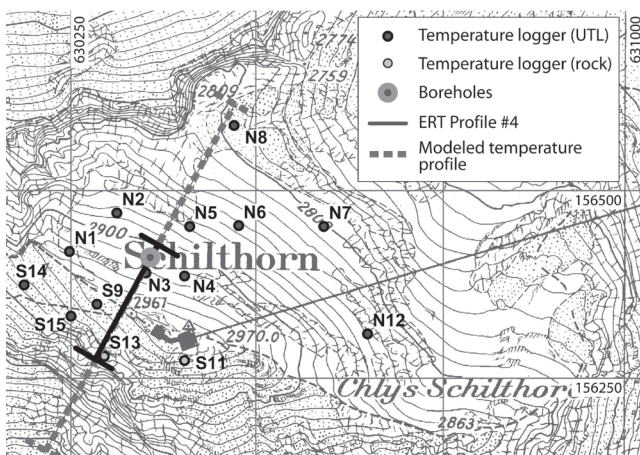 630250
631000
2774
2759
2809
Temperature logger (UTL)
Temperature logger (rock)
Boreholes
ERT Profile #4
Modeled temperature
profile
N8
156500
N2
N5
N6
N7
2900
N1
Schilthorn
S14
N3
N4
S9
2961
S15
2970.0
N12
S13
S11
Chly's Schilthorn
156250
2863